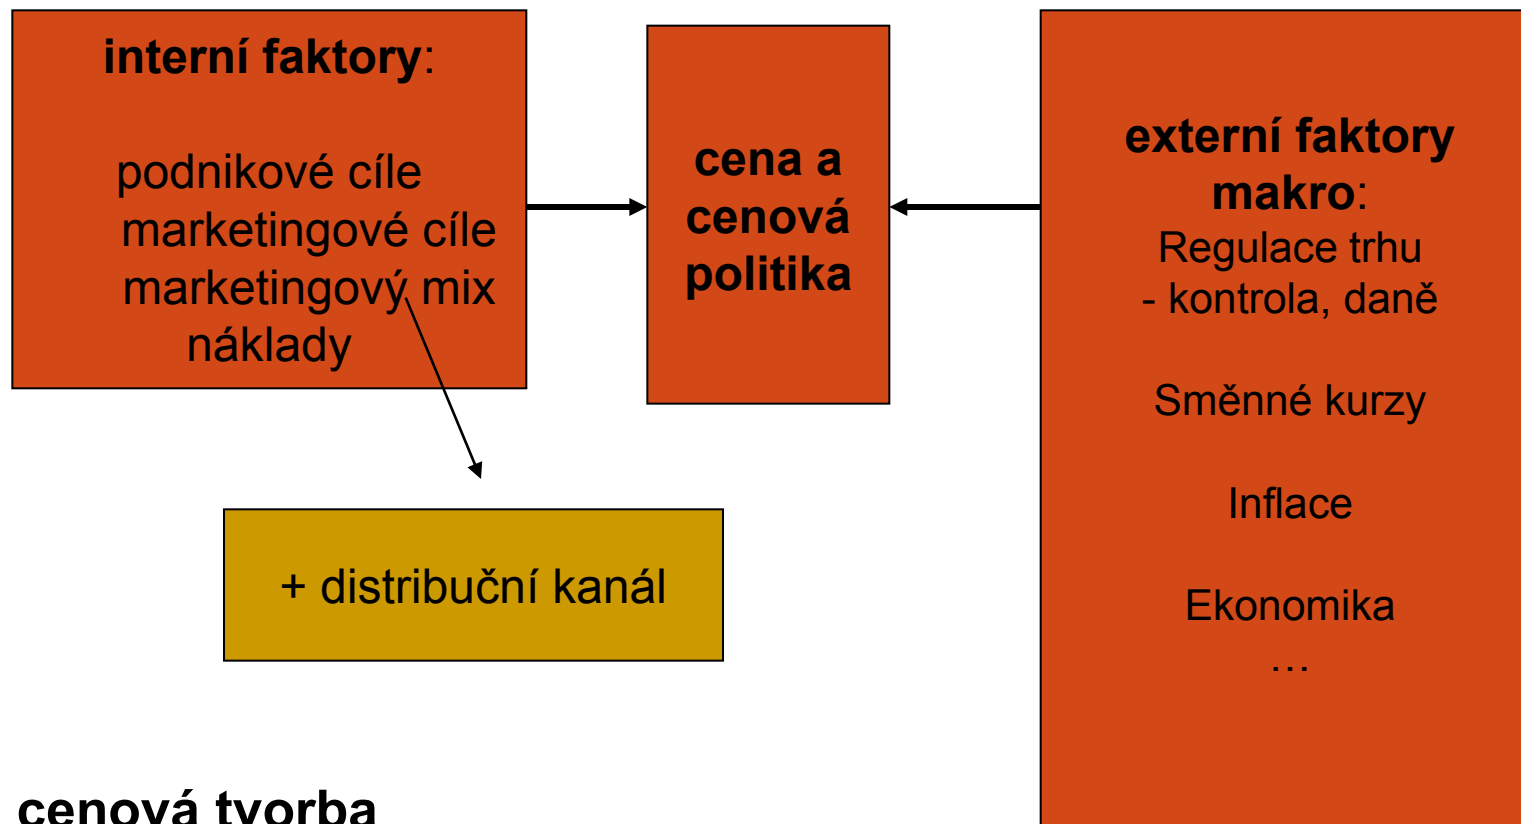 interní faktory:
podnikové cíle
marketingové cíle
marketingový mix
náklady
cena a
cenová
politika
externí faktory
makro:
Regulace trhu
- kontrola, daně
Směnné kurzy
Inflace
Ekonomika
…
+ distribuční kanál
cenová tvorba